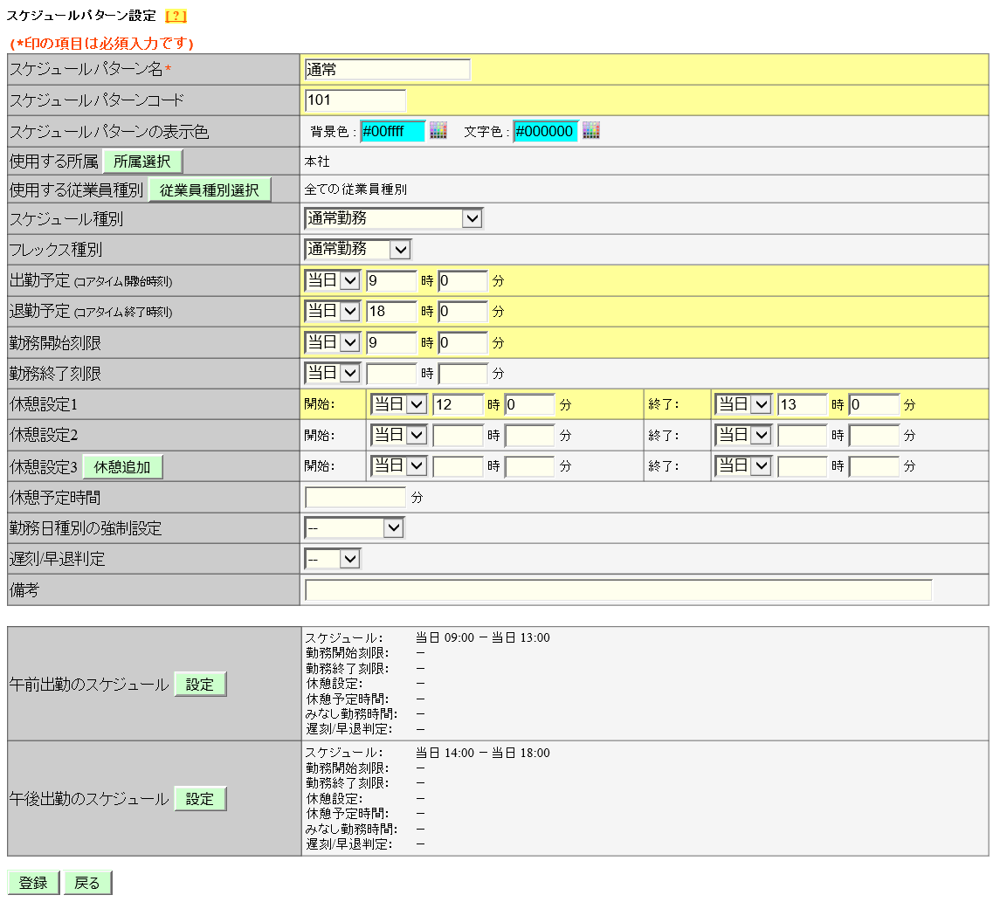 スケジュールパターン設定 [？]
(*印の項目は必須入力です)
スケジュールパターン名* 通常
スケジュールパターンコード 101
スケジュールパターンの表示色 背景色 : #00ffff 文字色 : #000000
使用する所属 所属選択 本社
使用する従業員種別 従業員種別選択 全ての従業員種別
スケジュール種別 通常勤務
フレックス種別 通常勤務
出勤予定 (コアタイム開始時刻) 当日 9 時 0 分
退勤予定 (コアタイム終了時刻) 当日 18 時 0 分
勤務開始刻限 当日 9 時 0 分
勤務終了刻限 当日 時 分
休憩設定1 開始: 当日 12 時 0 分 終了: 当日 13 時 0 分
休憩設定2 開始: 当日 時 分 終了: 当日 時 分
休憩設定3 休憩追加 開始: 当日 時 分 終了: 当日 時 分
休憩予定時間 分
勤務日種別の強制設定 --
遅刻/早退判定 --
備考
午前出勤のスケジュール 設定
スケジュール: 当日 09:00 － 当日 13:00
勤務開始刻限: －
勤務終了刻限: －
休憩設定: －
休憩予定時間: －
みなし勤務時間: －
遅刻/早退判定: －
午後出勤のスケジュール 設定
スケジュール: 当日 14:00 － 当日 18:00
勤務開始刻限: －
勤務終了刻限: －
休憩設定: －
休憩予定時間: －
みなし勤務時間: －
遅刻/早退判定: －
登録 戻る